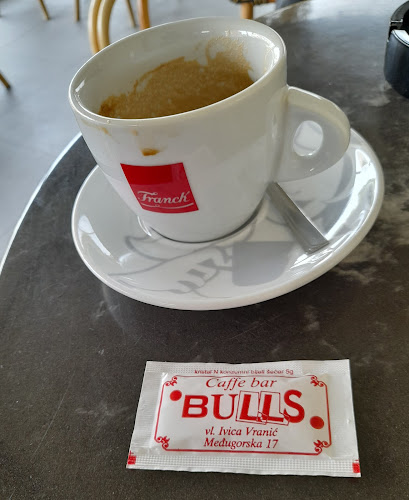 Franck
kristal N konzumni bijeli šećer 5g
Caffe bar
BULLS
vl. Ivica Vranić
Međugorska 17